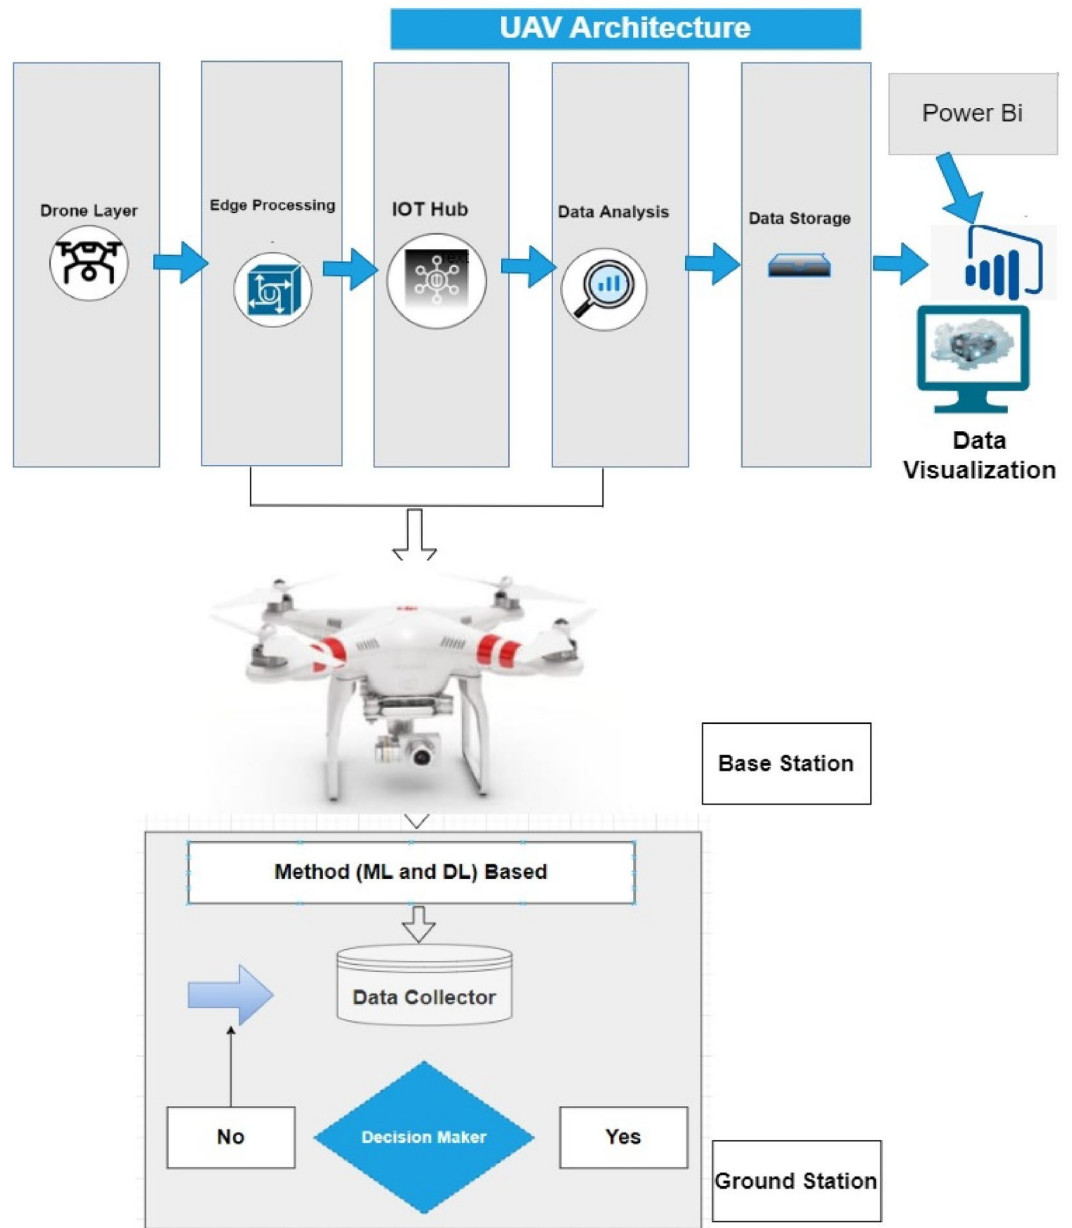 UAV Architecture
Power Bi
Drone Layer
Edge Processing
IOT Hub
Data Analysis
Data Storage
Data
Visualization
Base Station
Method (ML and DL) Based
Data Collector
No
Decision Maker
Yes
Ground Station